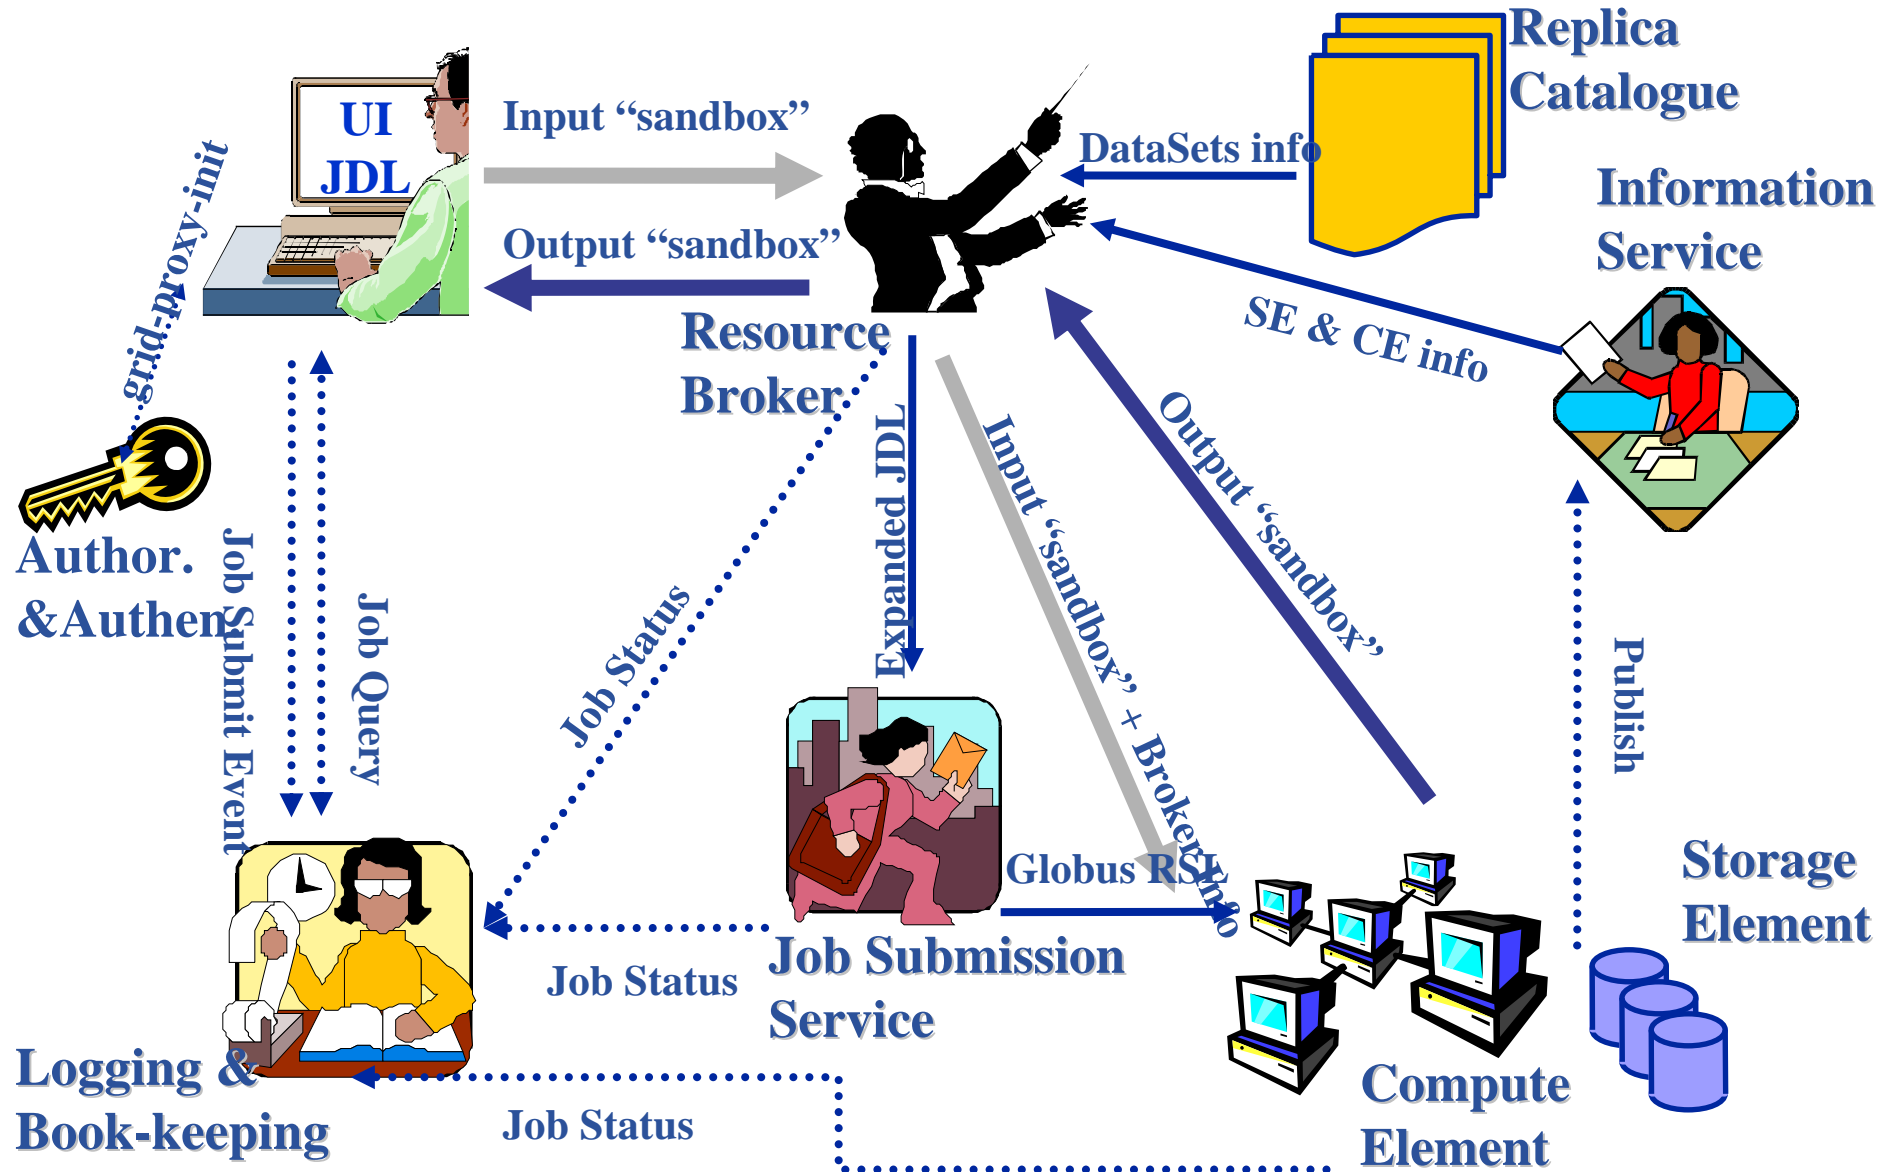 Replica
Catalogue
UI
JDL
Input “sandbox”
DataSets info
grid-proxy-init
Information
Service
Output “sandbox”
SE & CE info
Resource
Broker
Expanded JDL
Input “sandbox” + Broker Info
Output “sandbox”
Author.
&Authen.
Job Submit Event
Job Query
Job Status
Publish
Globus RSL
Storage
Element
Job Submission
Service
Job Status
Logging &
Book-keeping
Job Status
Compute
Element